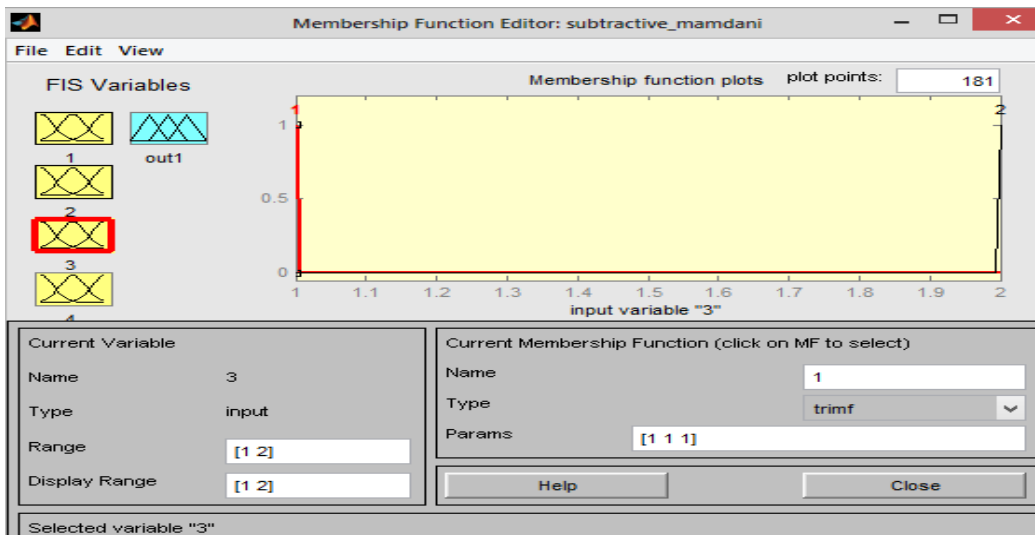 Membership Function Editor: subtractive_mamdani
File Edit View
FIS Variables
Membership function plots
plot points:
181
1
out1
2
3
4
1
2
1
0.5
0
1
1.1
1.2
1.3
1.4
1.5
1.6
1.7
1.8
1.9
2
input variable "3"
Current Variable
Name
3
Type
input
Range
[1 2]
Display Range
[1 2]
Current Membership Function (click on MF to select)
Name
1
Type
trimf
Params
[1 1 1]
Help
Close
Selected variable "3"